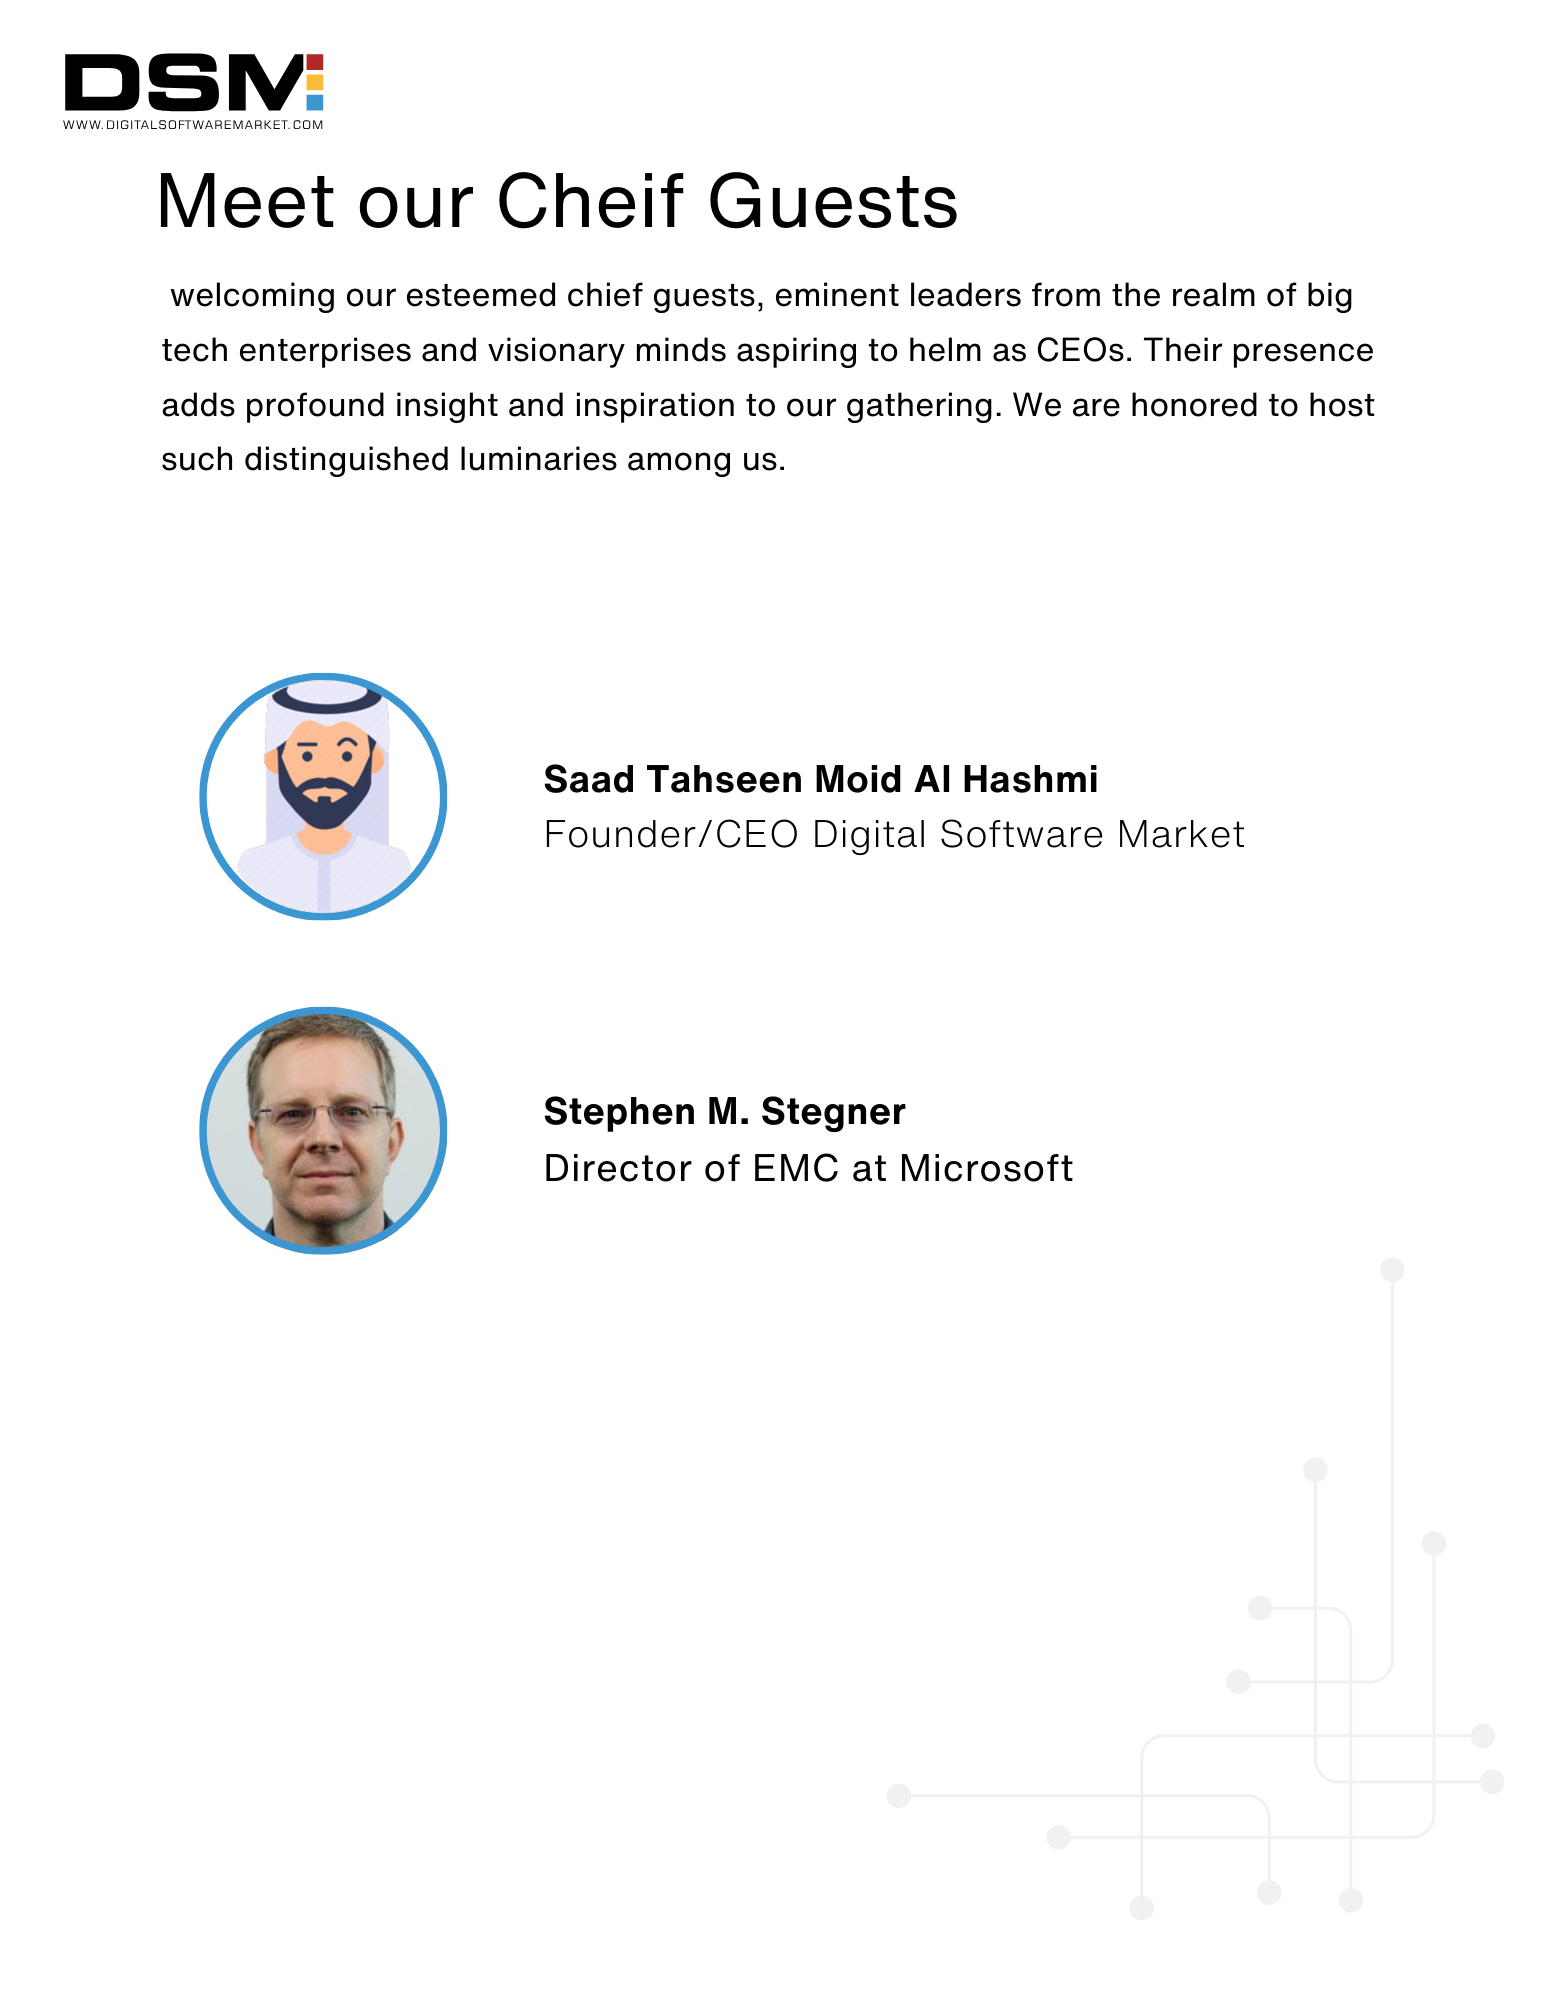 DSM
WWW.DIGITALSOFTWAREMARKET.COM
Meet our Cheif Guests
welcoming our esteemed chief guests, eminent leaders from the realm of big
tech enterprises and visionary minds aspiring to helm as CEOs. Their presence
adds profound insight and inspiration to our gathering. We are honored to host
such distinguished luminaries among us.
Saad Tahseen Moid Al Hashmi
Founder/CEO Digital Software Market
Stephen M. Stegner
Director of EMC at Microsoft